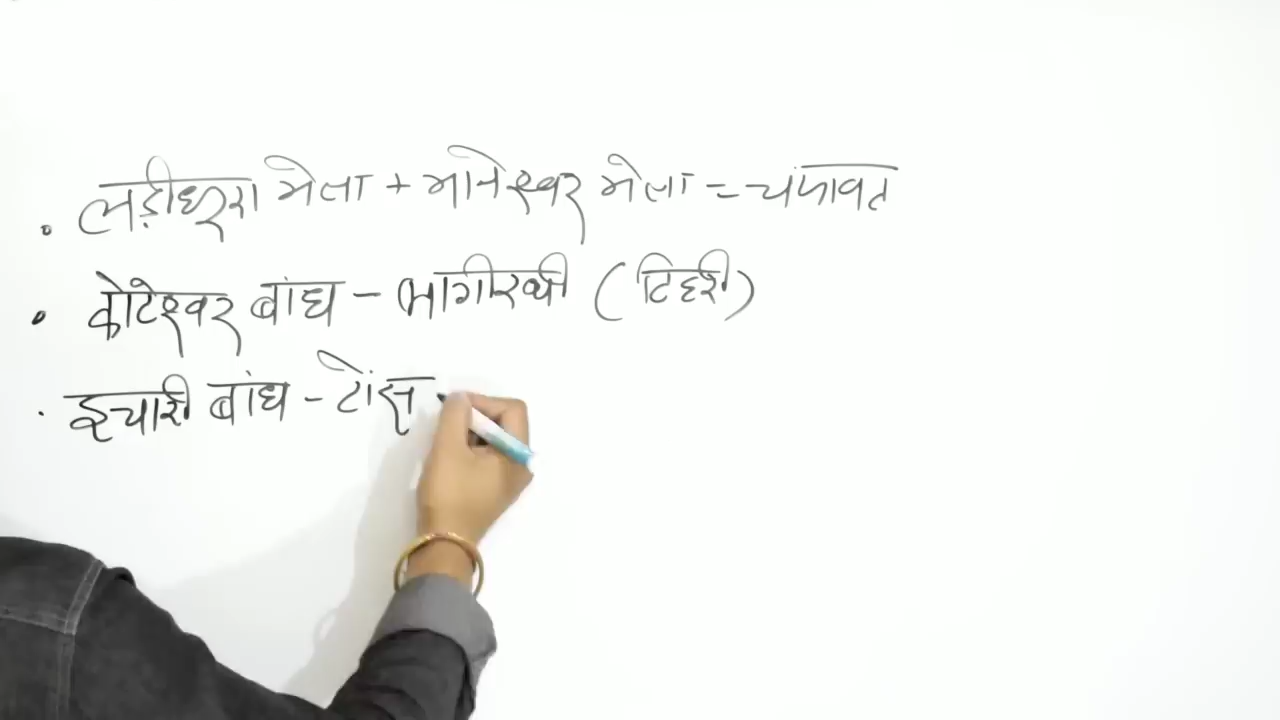 • लड़ीधुरा मेला + मानेश्वर मेला = चंपावत
• कोटेश्वर बांध - भागीरथी (टिहरी)
• इचारी बांध - टोंस